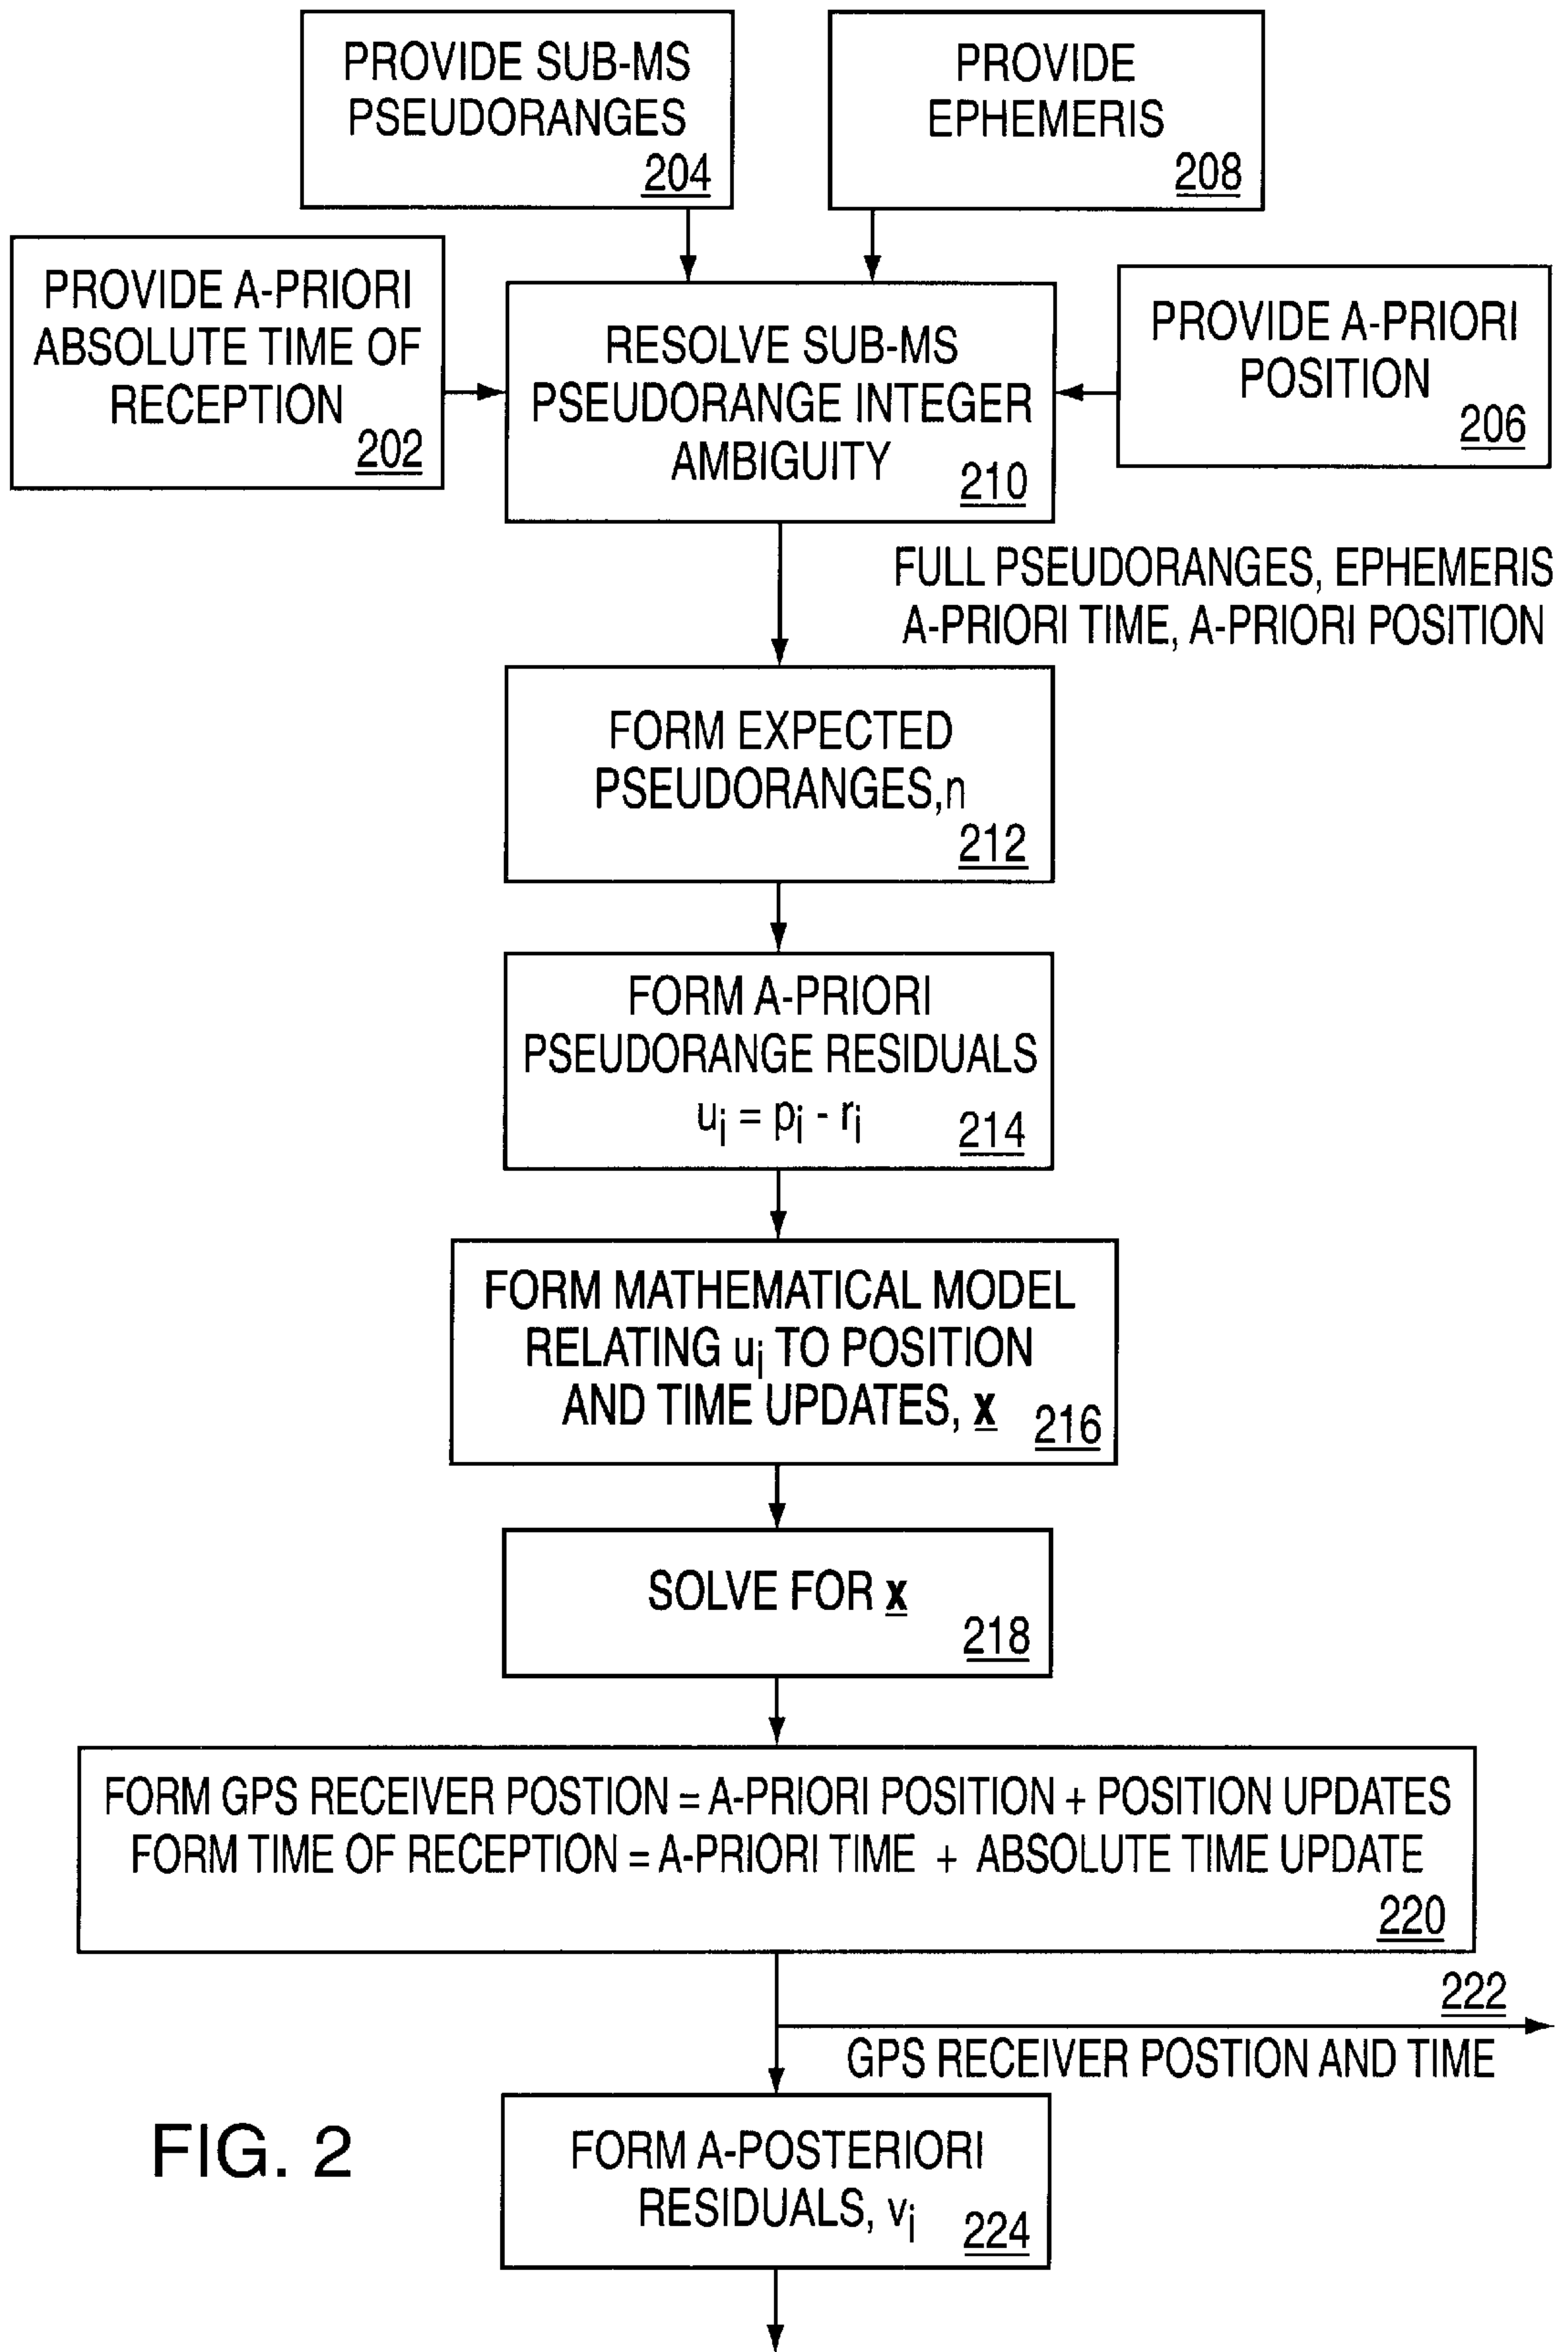 PROVIDE SUB-MS
PSEUDORANGES
204
PROVIDE
EPHEMERIS
208
PROVIDE A-PRIORI
ABSOLUTE TIME OF
RECEPTION
202
RESOLVE SUB-MS
PSEUDORANGE INTEGER
AMBIGUITY
210
PROVIDE A-PRIORI
POSITION
206
FULL PSEUDORANGES, EPHEMERIS
A-PRIORI TIME, A-PRIORI POSITION
FORM EXPECTED
PSEUDORANGES,n
212
FORM A-PRIORI
PSEUDORANGE RESIDUALS
ui = pi - ri
214
FORM MATHEMATICAL MODEL
RELATING ui TO POSITION
AND TIME UPDATES, x
216
SOLVE FOR x
218
FORM GPS RECEIVER POSTION = A-PRIORI POSITION + POSITION UPDATES
FORM TIME OF RECEPTION = A-PRIORI TIME + ABSOLUTE TIME UPDATE
220
222
GPS RECEIVER POSTION AND TIME
FORM A-POSTERIORI
RESIDUALS, vi
224
FIG. 2